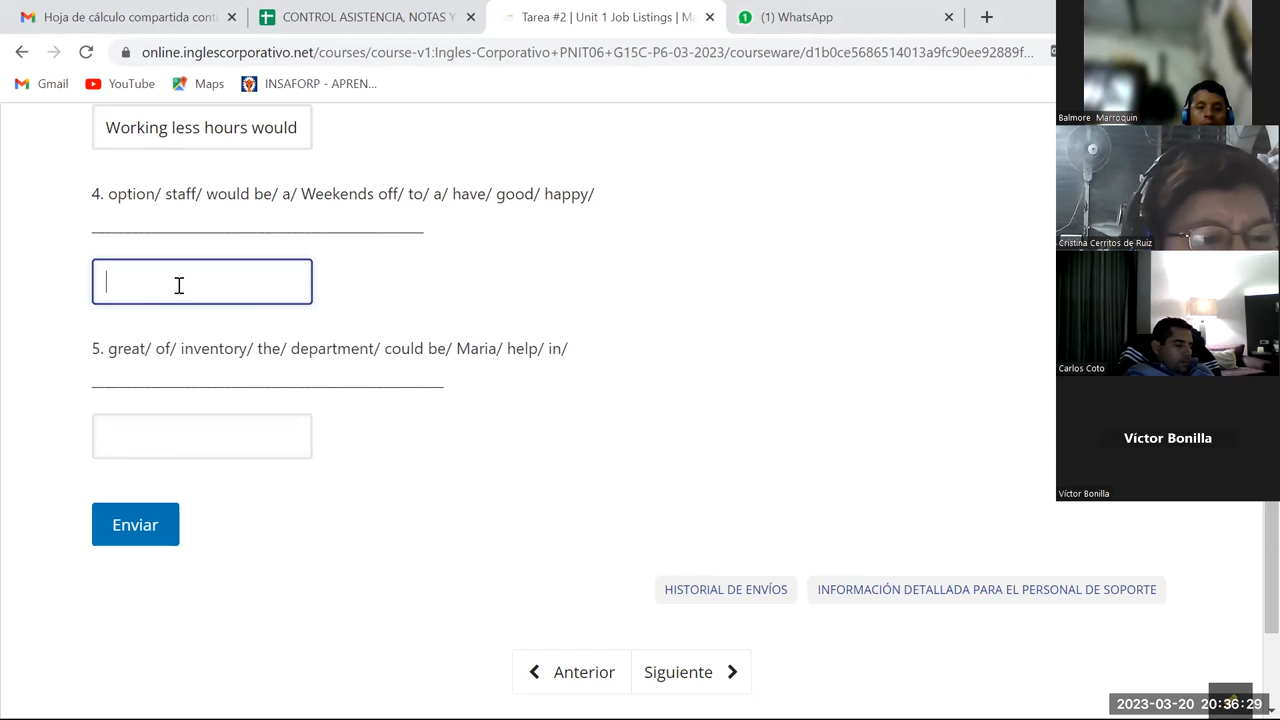 Hoja de cálculo compartida cont
CONTROL ASISTENCIA, NOTAS Y
Tarea #2 | Unit 1 Job Listings | Ma
(1) WhatsApp
online.inglescorporativo.net/courses/course-v1:Ingles-Corporativo+PNIT06+G15C-P6-03-2023/courseware/d1b0ce5686514013a9fc90ee92889f...
Gmail
YouTube
Maps
INSAFORP - APREN...
Working less hours would
4. option/ staff/ would be/ a/ Weekends off/ to/ a/ have/ good/ happy/
5. great/ of/ inventory/ the/ department/ could be/ Maria/ help/ in/
Enviar
HISTORIAL DE ENVÍOS
INFORMACIÓN DETALLADA PARA EL PERSONAL DE SOPORTE
Anterior
Siguiente
Balmore Marroquin
Cristina Cerritos de Ruiz
Carlos Coto
Víctor Bonilla
Víctor Bonilla
2023-03-20 20:36:29